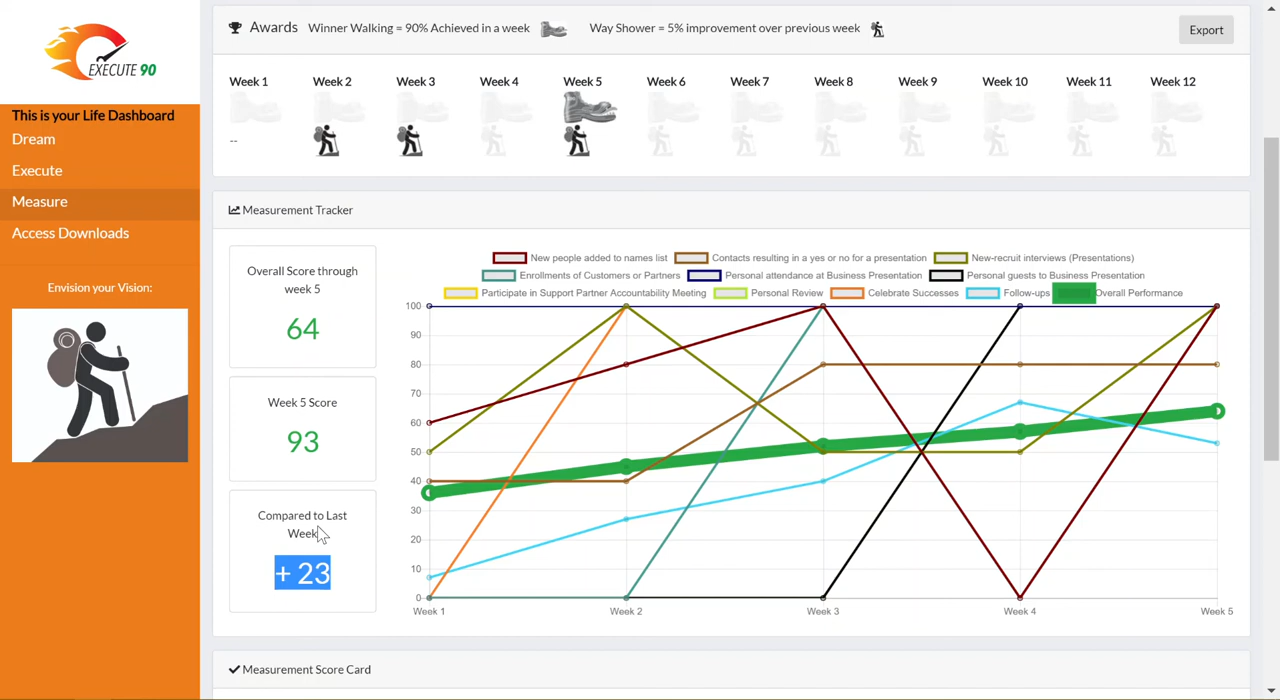 EXECUTE 90
This is your Life Dashboard
Dream
Execute
Measure
Access Downloads
Envision your Vision:
Awards Winner Walking = 90% Achieved in a week Way Shower = 5% improvement over previous week Export
Week 1 Week 2 Week 3 Week 4 Week 5 Week 6 Week 7 Week 8 Week 9 Week 10 Week 11 Week 12
--
Measurement Tracker
Overall Score through
week 5
64
Week 5 Score
93
Compared to Last
Week
+ 23
New people added to names list Contacts resulting in a yes or no for a presentation New-recruit interviews (Presentations)
Enrollments of Customers or Partners Personal attendance at Business Presentation Personal guests to Business Presentation
Participate in Support Partner Accountability Meeting Personal Review Celebrate Successes Follow-ups Overall Performance
100
90
80
70
60
50
40
30
20
10
0
Week 1 Week 2 Week 3 Week 4 Week 5
Measurement Score Card